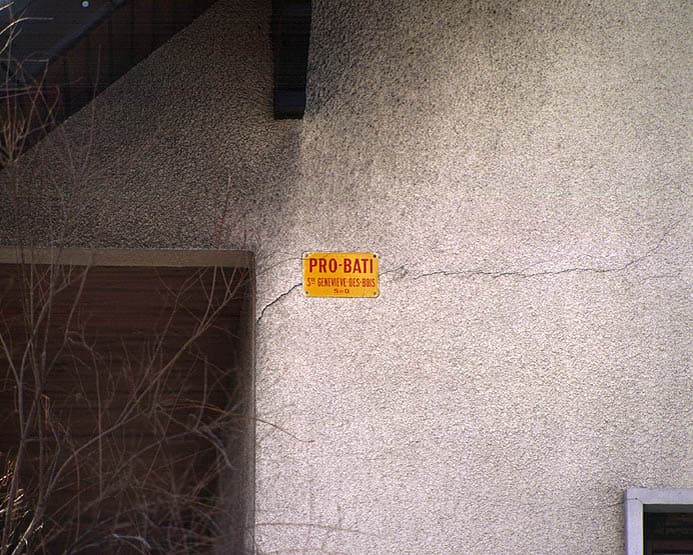 PRO-BATI
STE GENEVIEVE-DES-BOIS
S-O